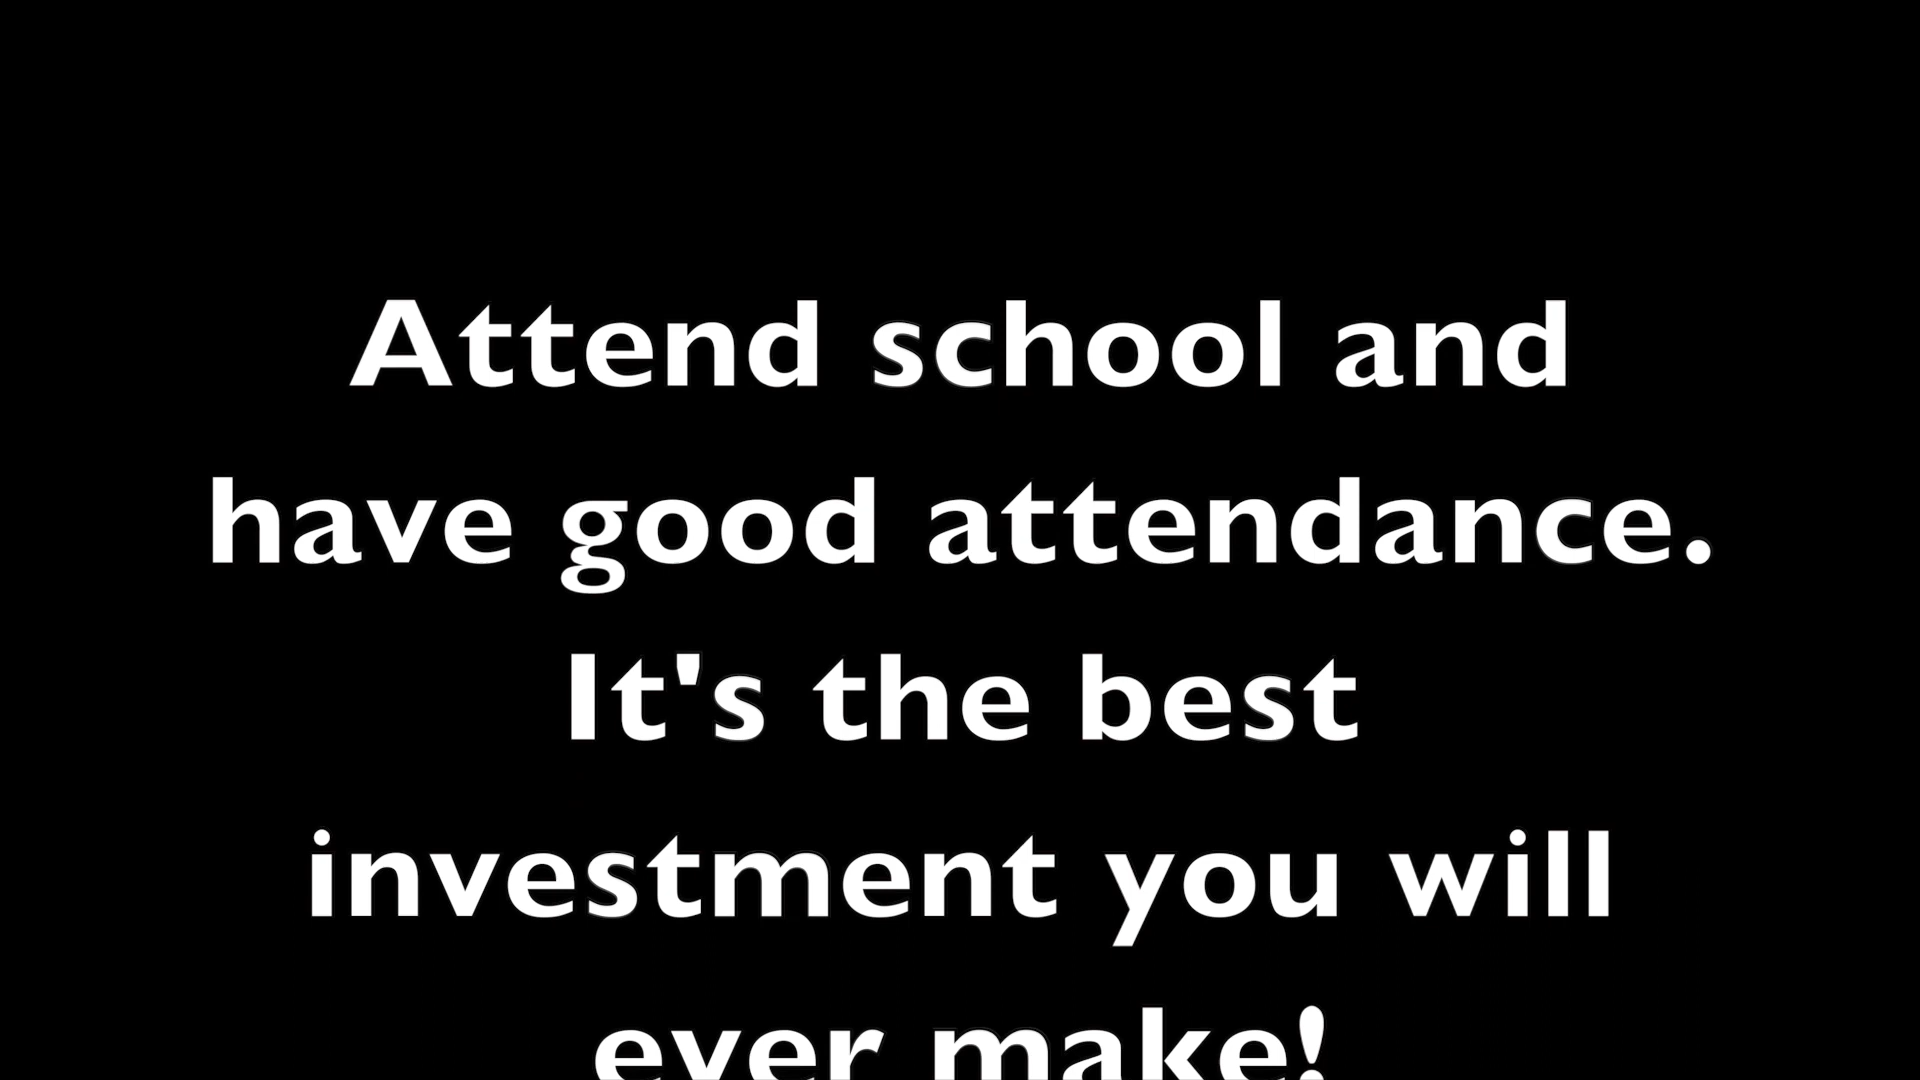 Attend school and
have good attendance.
It's the best
investment you will
ever make!